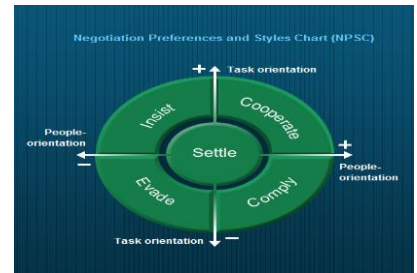 Negotiation Preferences and Styles Chart (NPSC)
+
Task orientation
Insist
Cooperate
People-
orientation
−
Settle
+
People-
orientation
Evade
Comply
Task orientation
−